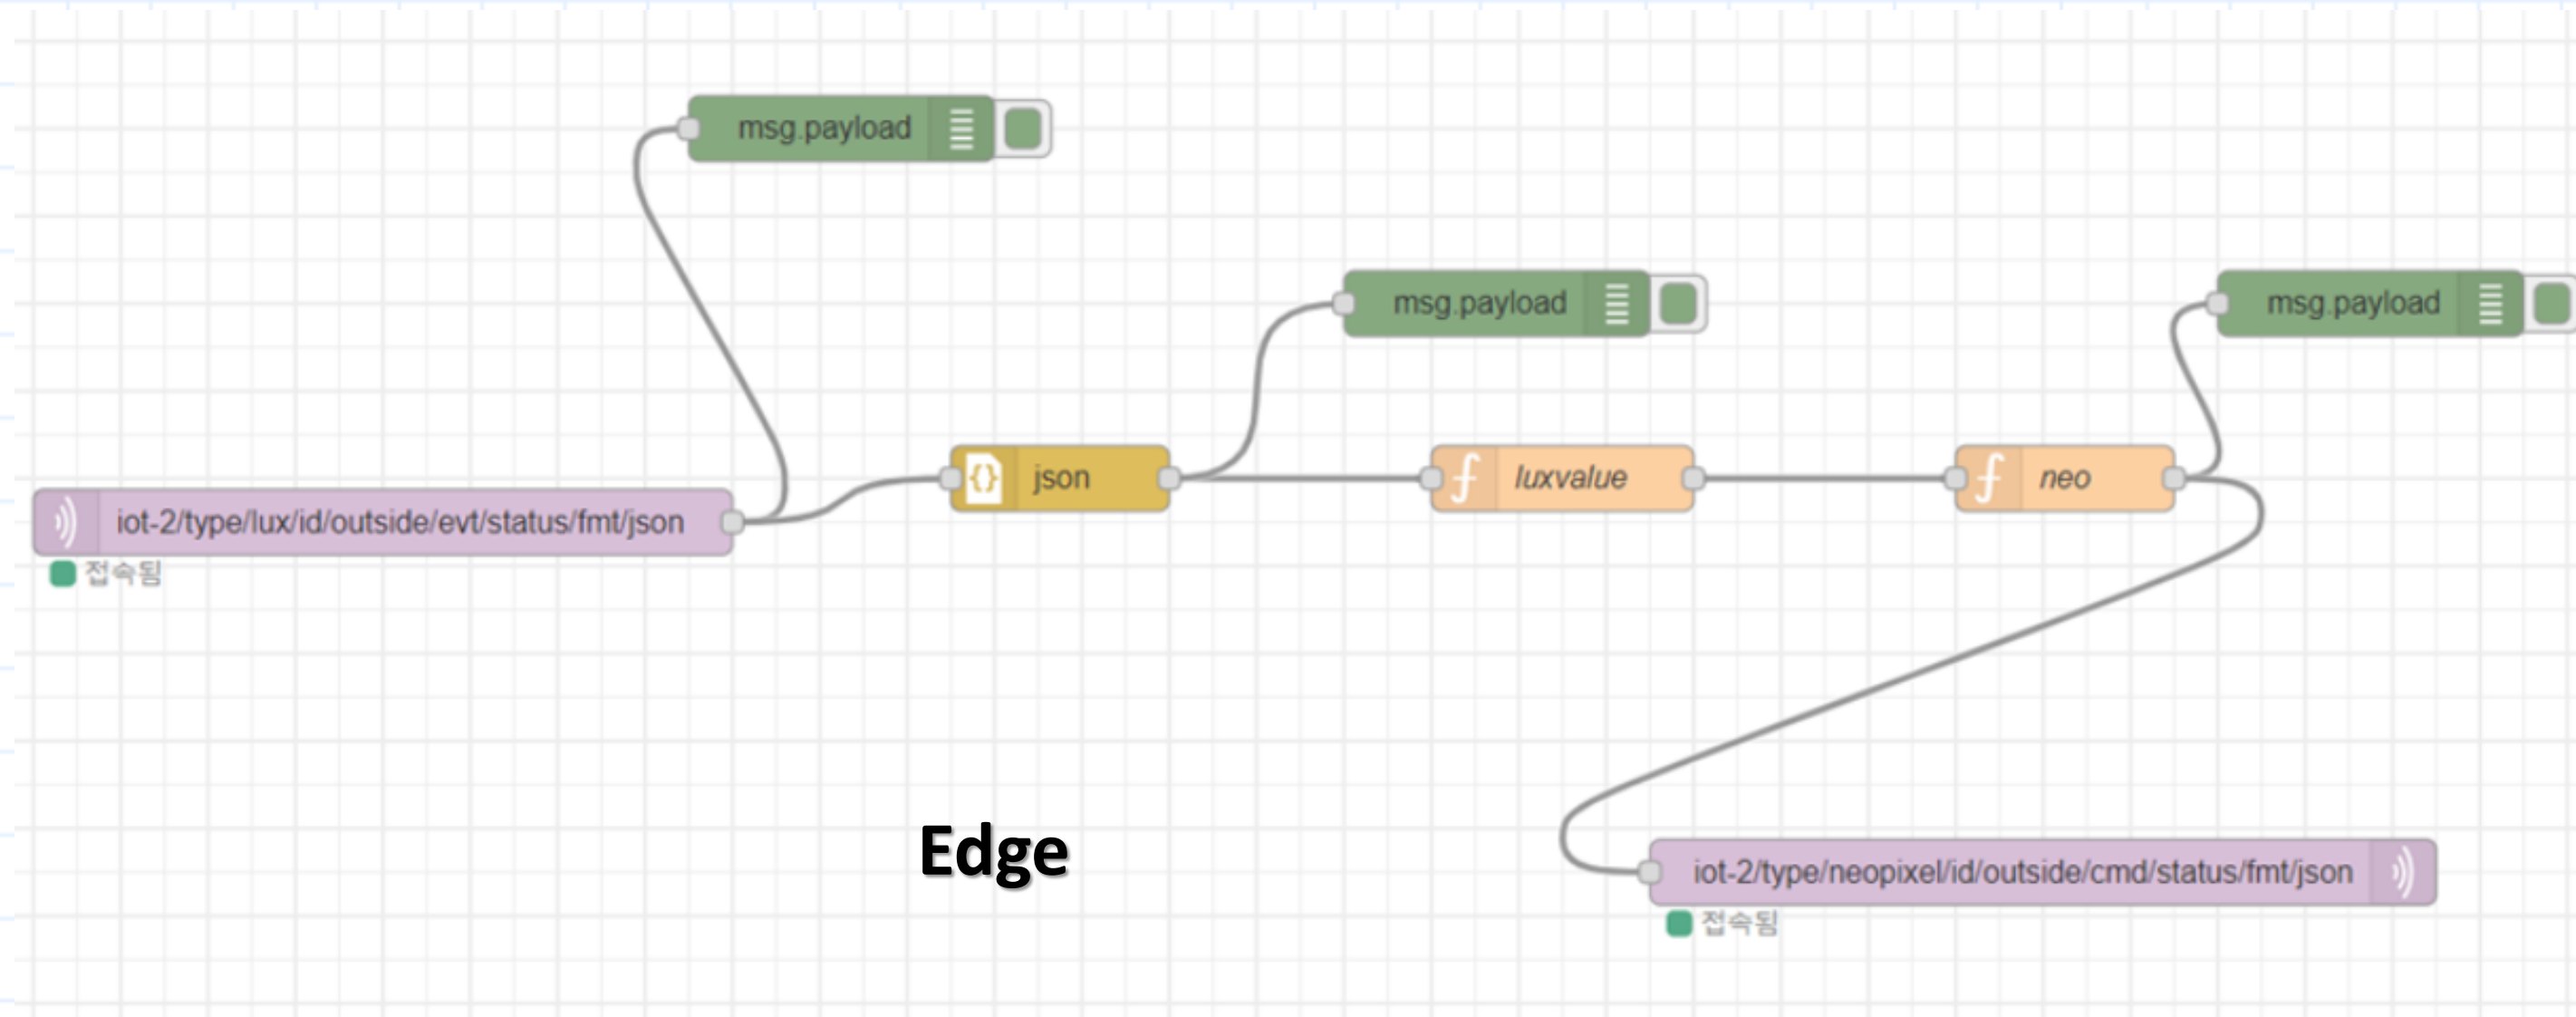 msg.payload
msg.payload
msg.payload
json
luxvalue
neo
iot-2/type/lux/id/outside/evt/status/fmt/json
접속됨
Edge
iot-2/type/neopixel/id/outside/cmd/status/fmt/json
접속됨